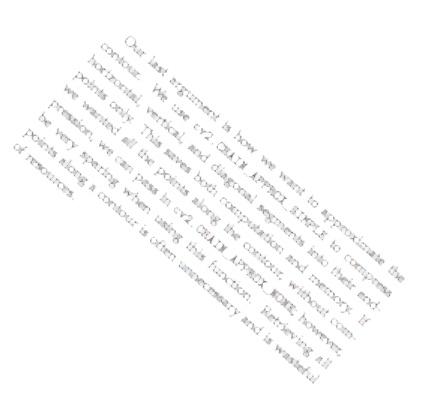 Our last argument is how we want to approximate the
contour. We use cv2.CHAIN_APPROX_SIMPLE to compress
horizontal, vertical, and diagonal segments into their end-
points only. This saves both computation and memory. If
we wanted all the points along the contour, without com-
pression, we can pass in cv2.CHAIN_APPROX_NONE; however,
be very sparing when using this function. Retrieving all
points along a contour is often unnecessary and is wasteful
of resources.